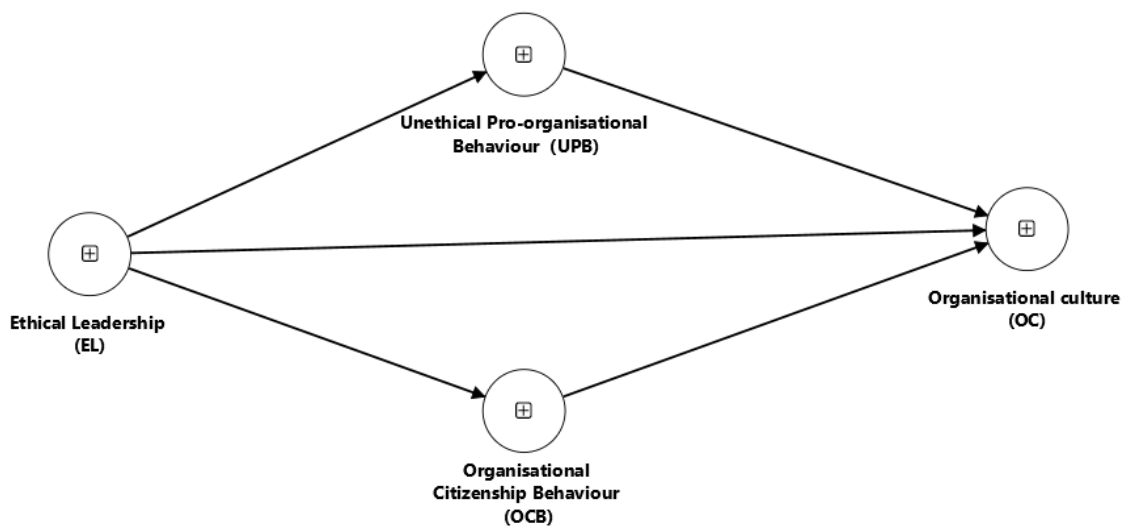 Unethical Pro-organisational
Behaviour (UPB)
Ethical Leadership
(EL)
Organisational culture
(OC)
Organisational
Citizenship Behaviour
(OCB)